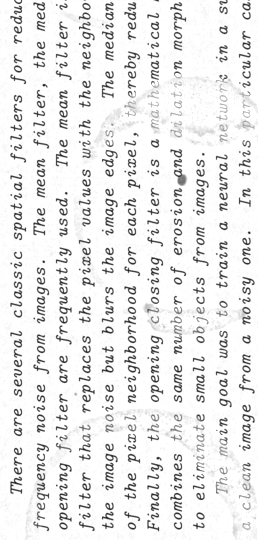 There are several classic spatial filters for reduc
frequency noise from images. The mean filter, the med
opening filter are frequently used. The mean filter i
filter that replaces the pixel values with the neighbo
the image noise but blurs the image edges. The median
of the pixel neighborhood for each pixel, thereby redu
Finally, the opening closing filter is a mathematical
combines the same number of erosion and dilation morph
to eliminate small objects from images.
The main goal was to train a neural network in a su
a clean image from a noisy one. In this particular ca